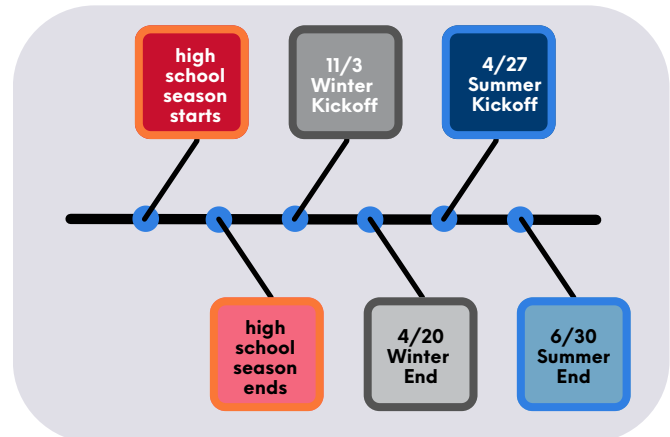 high
school
season
starts
11/3
Winter
Kickoff
4/27
Summer
Kickoff
high
school
season
ends
4/20
Winter
End
6/30
Summer
End